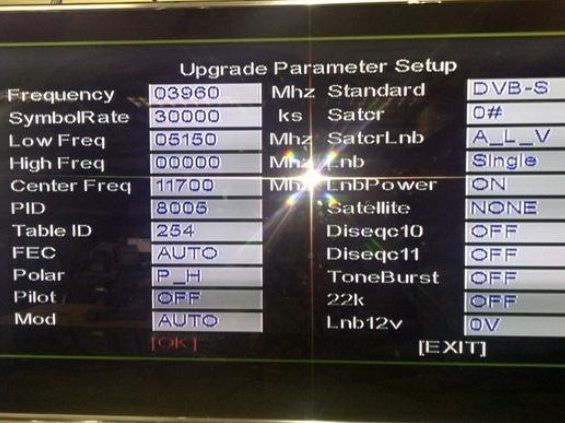 Upgrade Parameter Setup
Frequency 03960 Mhz Standard DVB-S
SymbolRate 30000 ks Satcr 0#
Low Freq 05150 Mhz SatcrLnb A_L_V
High Freq 00000 Mhz Lnb Single
Center Freq 11700 Mhz LnbPower ON
PID 8005 Satellite NONE
Table ID 254 Diseqc10 OFF
FEC AUTO Diseqc11 OFF
Polar P_H ToneBurst OFF
Pilot OFF 22k OFF
Mod AUTO Lnb12v 0V
[OK] [EXIT]